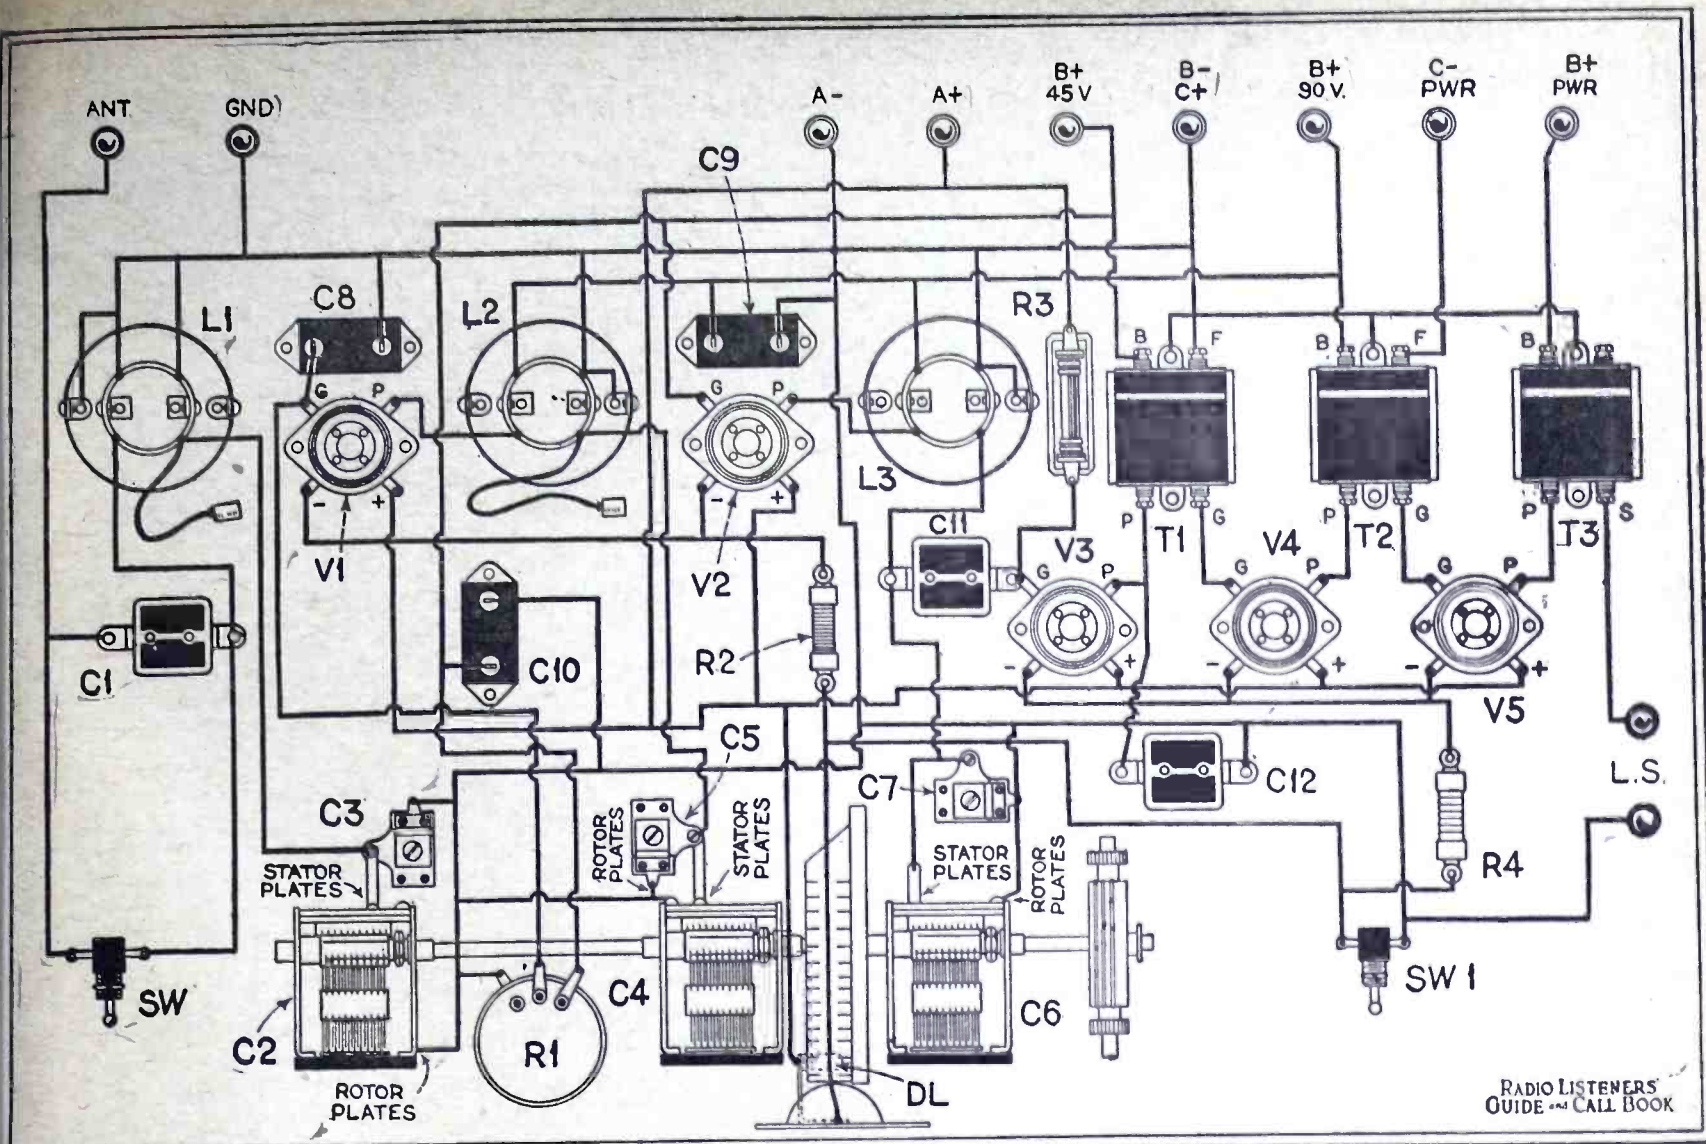 ANT.
GND
A-
A+
B+
45V
B-
C+
B+
90V.
C-
PWR
B+
PWR
C9
L1
C8
L2
R3
B
F
B
F
B
G
P
G
P
L3
-
+
V1
-
+
V2
C11
P
T1
G
P
T2
G
P
T3
S
V3
G
P
V4
G
P
G
P
C1
C10
R2
-
+
-
+
-
+
V5
C5
C3
C7
C12
L.S.
STATOR
PLATES
ROTOR
PLATES
STATOR
PLATES
STATOR
PLATES
ROTOR
PLATES
R4
SW
C2
R1
C4
C6
SW 1
ROTOR
PLATES
DL
RADIO LISTENERS'
GUIDE and CALL BOOK